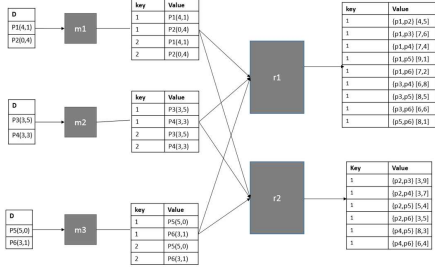 D
P1(4,1)
P2(0,4)
m1
key Value
1 P1(4,1)
1 P2(0,4)
2 P1(4,1)
2 P2(0,4)
D
P3(3,5)
P4(3,3)
m2
key Value
1 P3(3,5)
1 P4(3,3)
2 P3(3,5)
2 P4(3,3)
D
P5(5,0)
P6(3,1)
m3
key Value
1 P5(5,0)
1 P6(3,1)
2 P5(5,0)
2 P6(3,1)
r1
r2
key Value
1 {p1,p2} [4,5]
1 {p1,p3} [7,6]
1 {p1,p4} [7,4]
1 {p1,p5} [9,1]
1 {p1,p6} [7,2]
1 {p3,p4} [6,8]
1 {p3,p5} [8,5]
1 {p3,p6} [6,6]
1 {p5,p6} [8,1]
Key Value
1 {p2,p3} [3,9]
1 {p2,p4} [3,7]
1 {p2,p5} [5,4]
1 {p2,p6} [3,5]
1 {p4,p5} [8,3]
1 {p4,p6} [6,4]